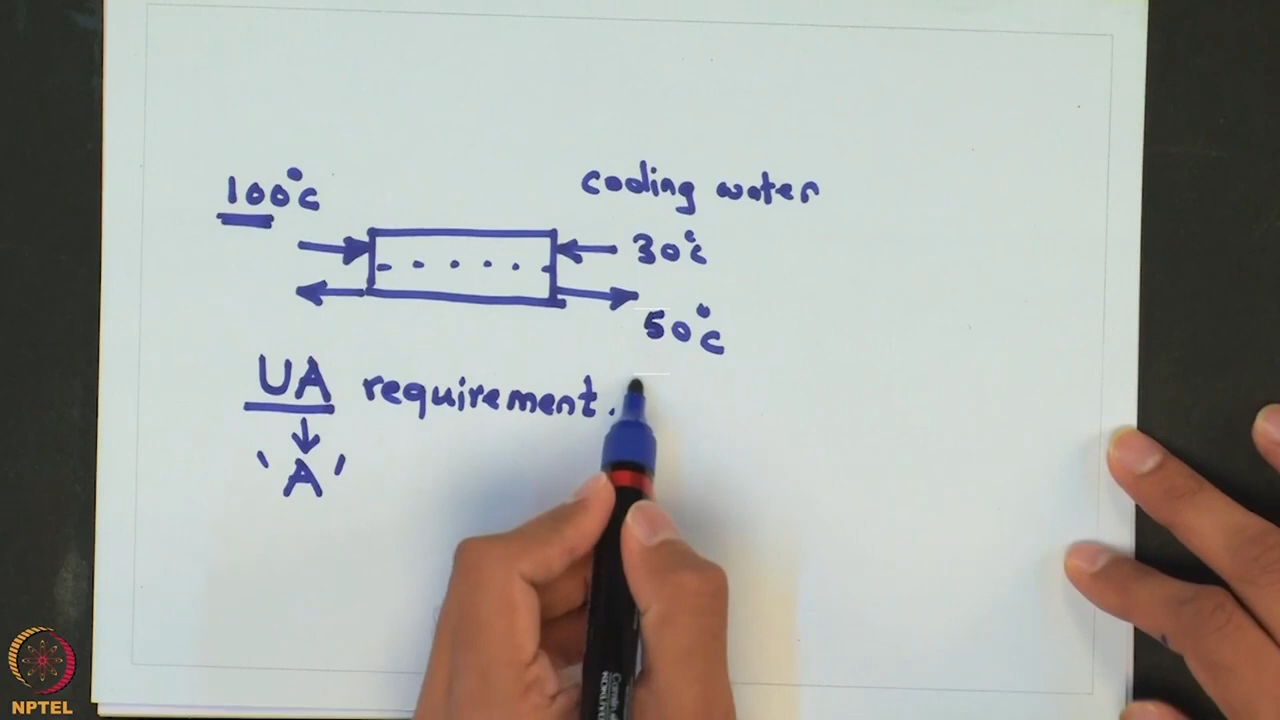 100°C
cooling water
30°C
50°C
UA requirement.
'A'
NPTEL